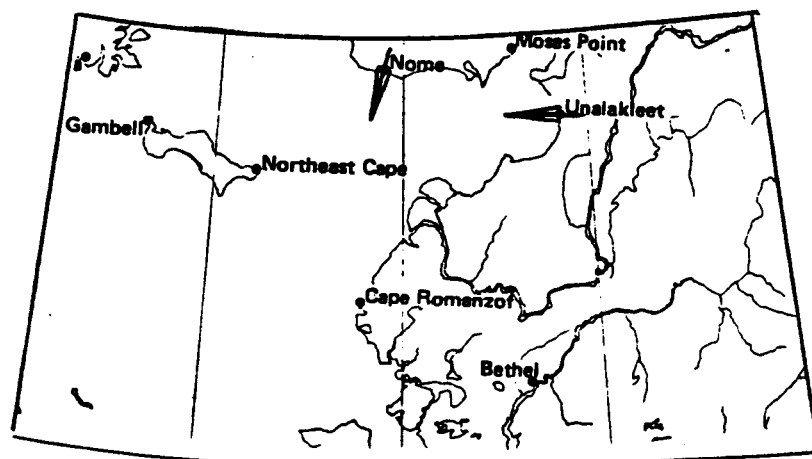 Moses Point
Nome
Unalakleet
Gambell
Northeast Cape
Cape Romanzof
Bethel